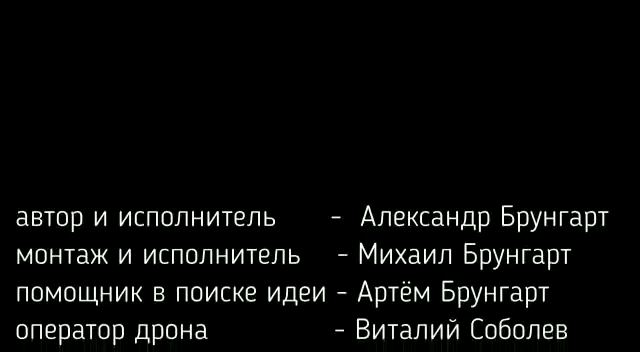 автор и исполнитель - Александр Брунгарт
монтаж и исполнитель - Михаил Брунгарт
помощник в поиске идеи - Артём Брунгарт
оператор дрона - Виталий Соболев